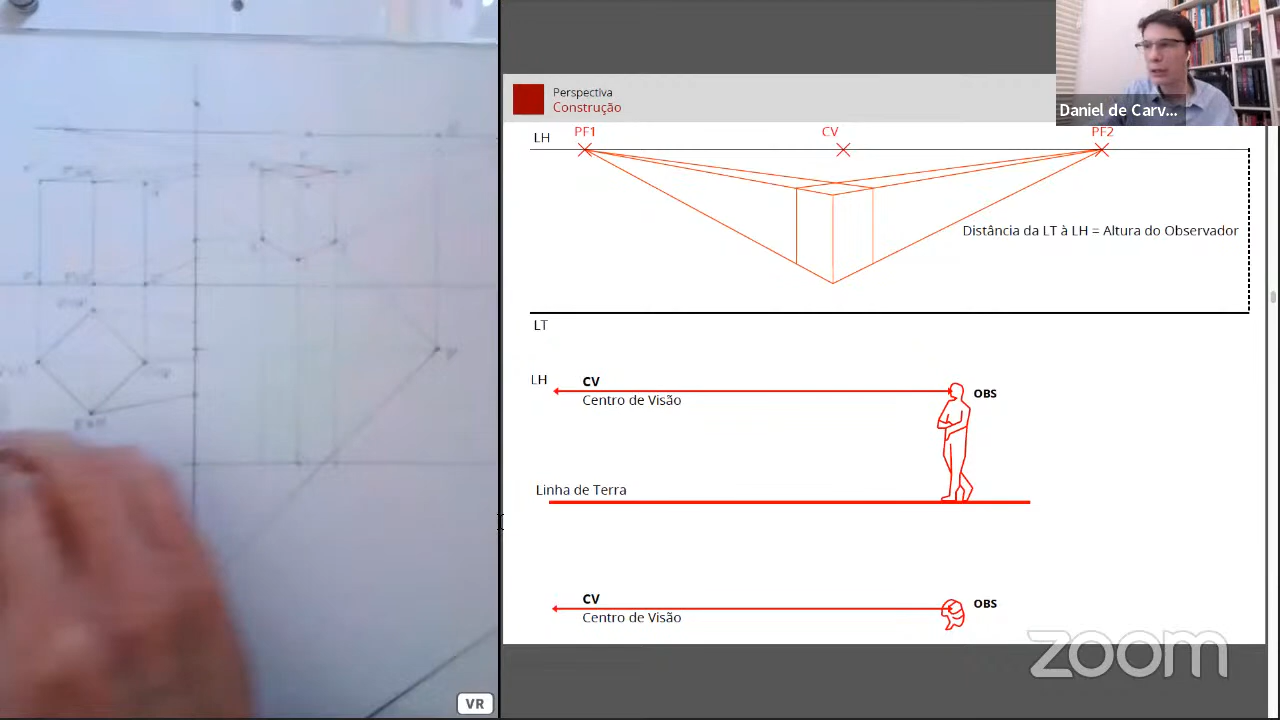 Perspectiva
Construção
Daniel de Carv...
LH
PF1
CV
PF2
Distância da LT à LH = Altura do Observador
LT
LH
CV
Centro de Visão
OBS
Linha de Terra
CV
Centro de Visão
OBS
zoom
VR